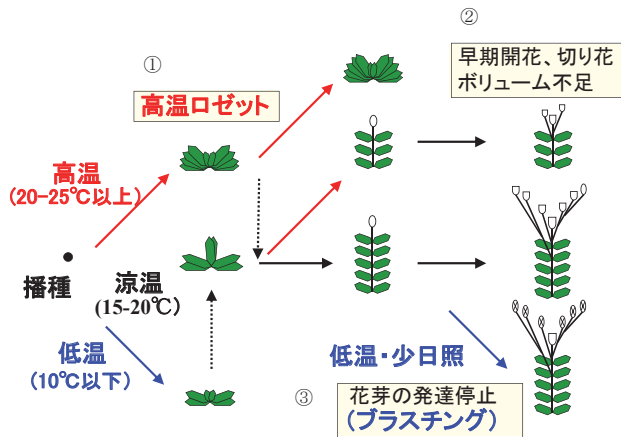 ①
高温ロゼット
②
早期開花、切り花
ボリューム不足
高温
(20-25℃以上)
播種
涼温
(15-20℃)
低温
(10℃以下)
低温・少日照
③
花芽の発達停止
(ブラスチング)